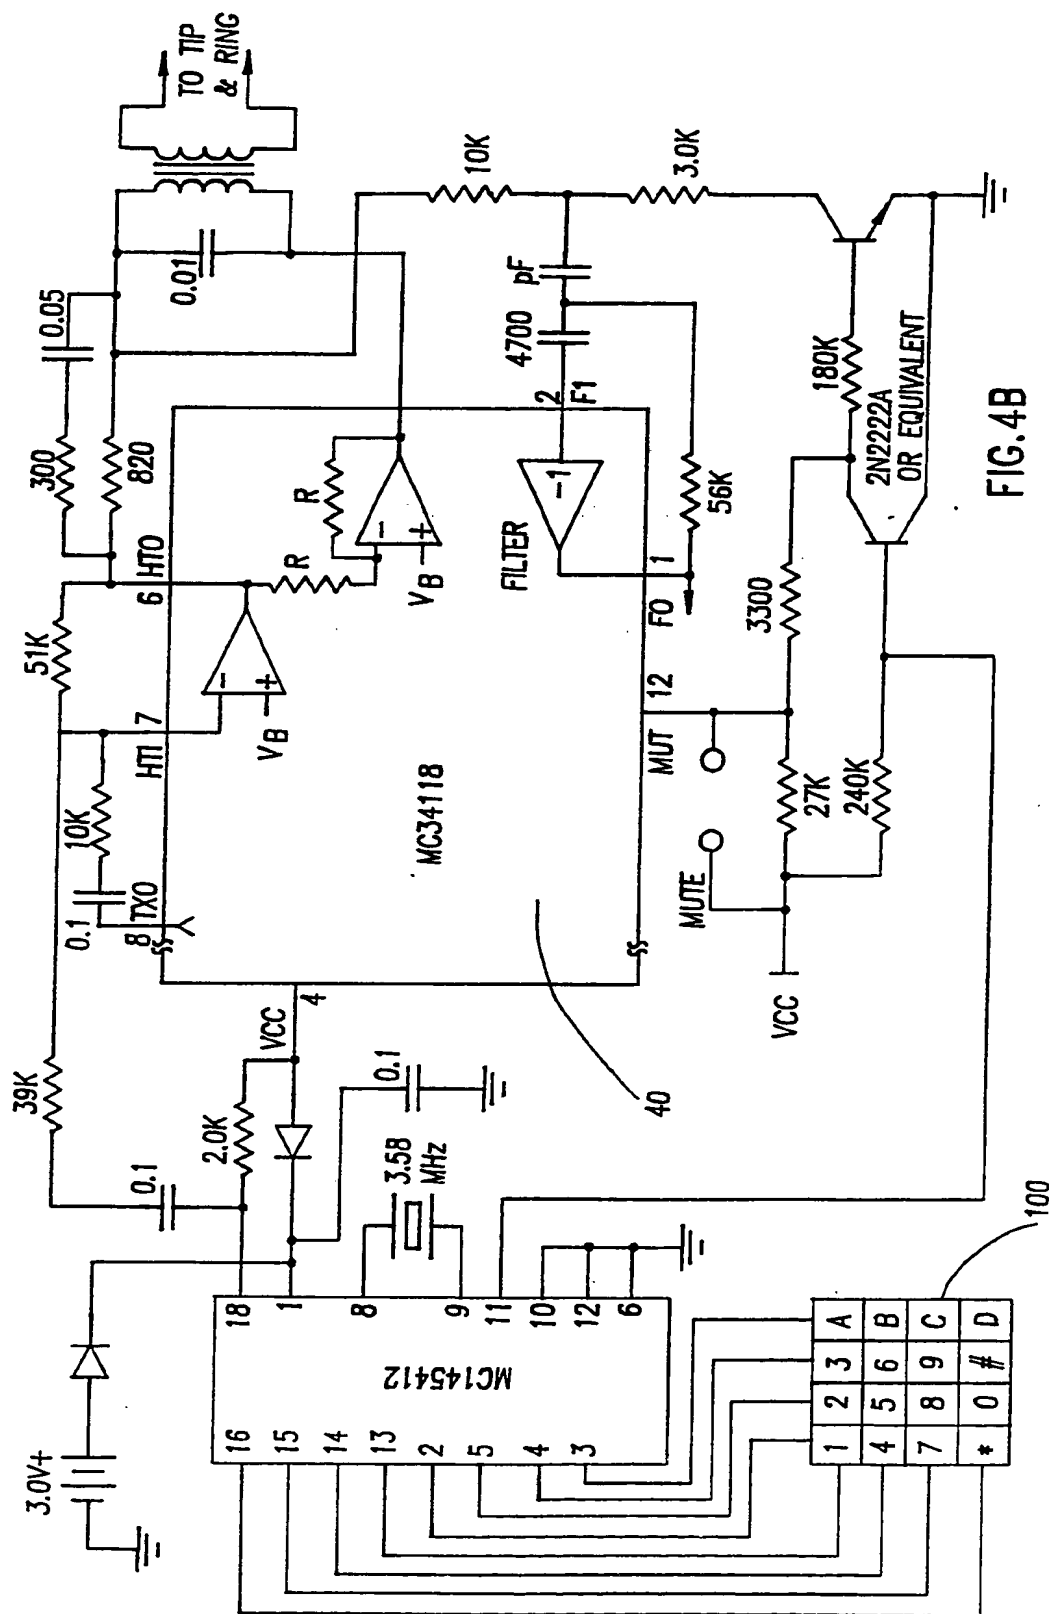 TO TIP
& RING
0.05
0.01
300
820
51K
6 HTO
HTI 7
10K
0.1
8 TXO
39K
0.1
2.0K
VCC
4
0.1
3.0V+
18
1
8
9
3.58
MHz
11
10
12
6
MC145412
16
15
14
13
2
5
4
3
1 2 3 A
4 5 6 B
7 8 9 C
* 0 # D
100
MC34118
40
VB
- +
R
R
- +
VB
FILTER
-1
2 F1
4700 pF
10K
3.0K
56K
FO 1
MUT 12
MUTE
VCC
27K
240K
3300
180K
2N2222A
OR EQUIVALENT
FIG.4B